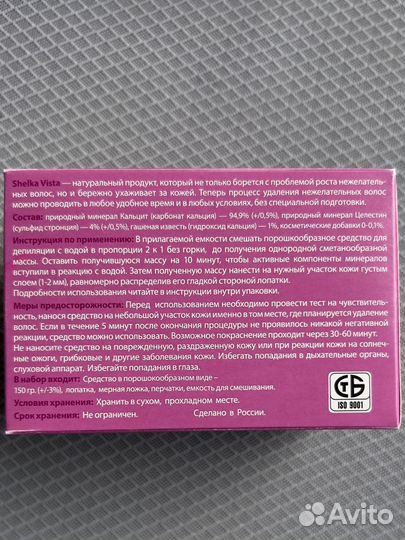 Shelka Vista — натуральный продукт, который не только борется с проблемой роста нежелатель-
ных волос, но и бережно ухаживает за кожей. Теперь процесс удаления нежелательных волос
можно проводить в любое удобное время и в любых условиях, без специальной подготовки.
Состав: природный минерал Кальцит (карбонат кальция) — 94,9% (+/0,5%), природный минерал Целестин
(сульфид стронция) — 4% (+/0,5%), гашеная известь (гидроксид кальция) — 1%, косметические добавки 0-0,1%.
Инструкция по применению: В прилагаемой емкости смешать порошкообразное средство для
депиляции с водой в пропорции 2 к 1 без горки, до получения однородной сметанообразной
массы. Оставить получившуюся массу на 10 минут, чтобы активные компоненты минералов
вступили в реакцию с водой. Затем полученную массу нанести на нужный участок кожи густым
слоем (1-2 мм), равномерно распределив его гладкой стороной лопатки.
Подробности использования читайте в инструкции внутри упаковки.
Меры предосторожности: Перед использованием необходимо провести тест на чувствитель-
ность, нанося средство на небольшой участок кожи именно в том месте, где планируется удаление
волос. Если в течение 5 минут после окончания процедуры не проявилось никакой негативной
реакции, средство можно использовать. Возможное покраснение проходит через 30-60 минут.
Не наносите средство на поврежденную, раздраженную кожу или при реакции кожи на солнеч-
ные ожоги, грибковые и другие заболевания кожи. Избегать попадания в дыхательные органы,
слуховой аппарат. Избегайте попадания в глаза.
В набор входит: Средство в порошокообразном виде –
150 гр. (+/-3%), лопатка, мерная ложка, перчатки, емкость для смешивания.
Условия хранения: Хранить в сухом, прохладном месте.
Срок хранения: Не ограничен. Сделано в России.
СТБ
ISO 9001
Avito